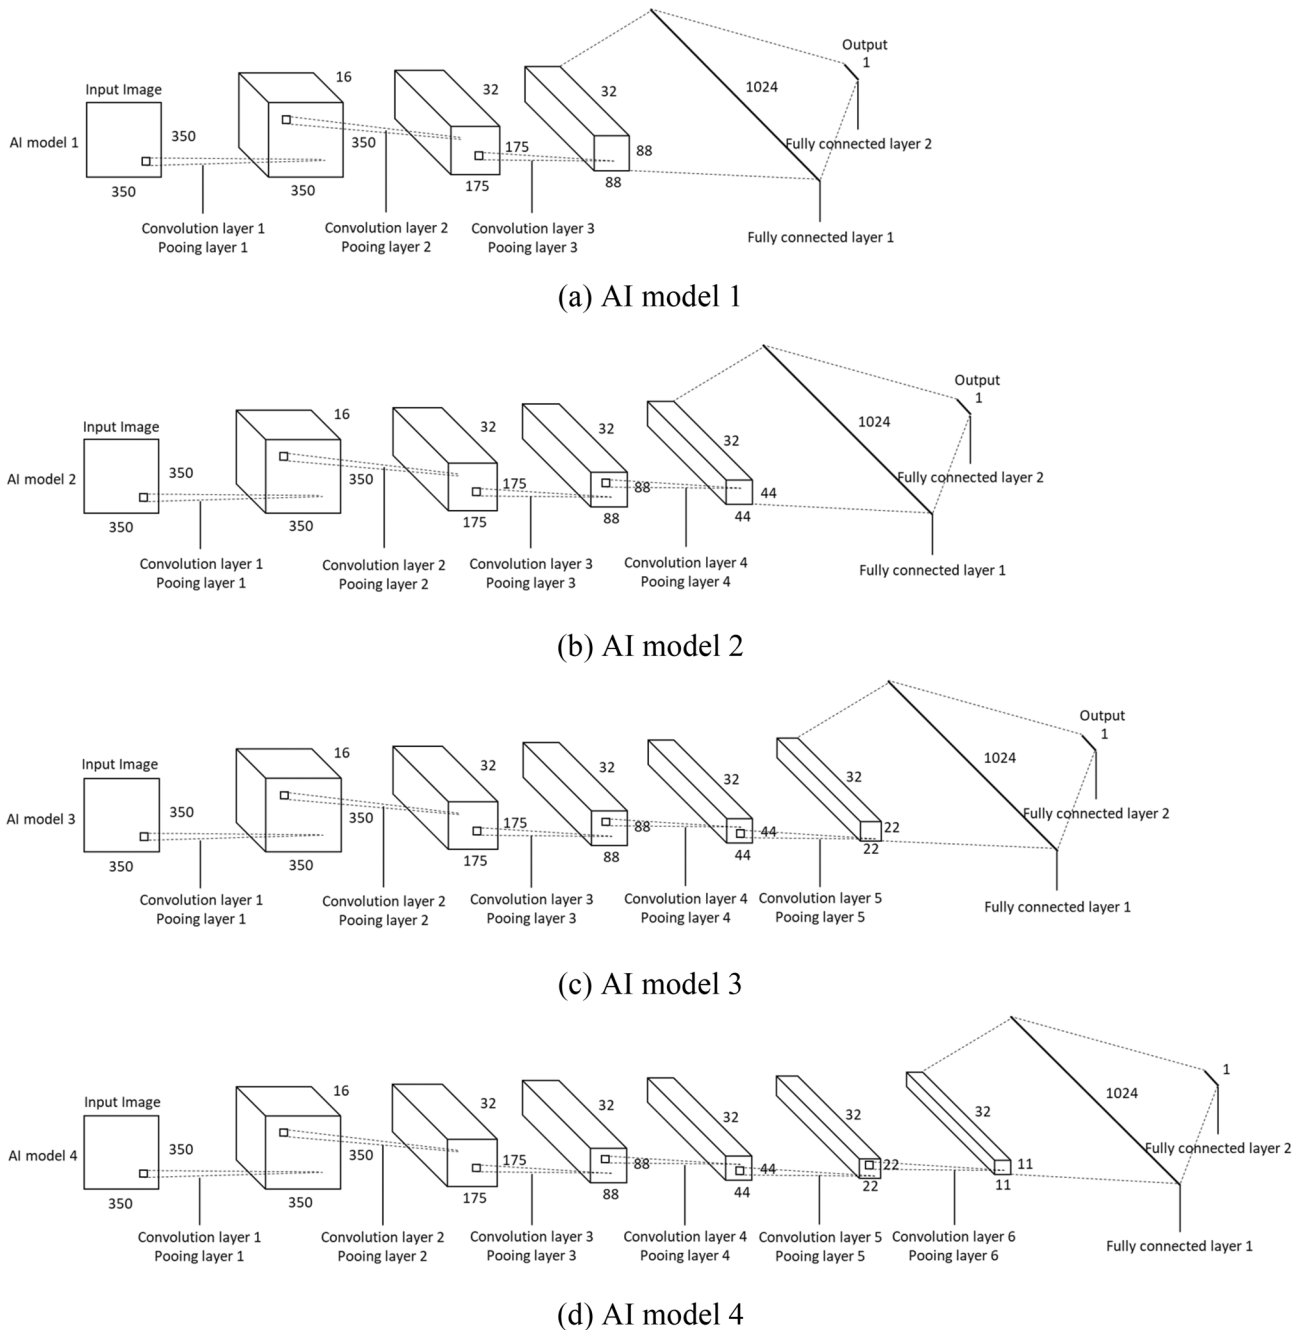 Input Image
AI model 1
350
350
16
350
350
32
175
175
32
88
88
1024
Output
1
Fully connected layer 2
Fully connected layer 1
Convolution layer 1
Pooing layer 1
Convolution layer 2
Pooing layer 2
Convolution layer 3
Pooing layer 3
(a) AI model 1
Input Image
AI model 2
350
350
16
350
350
32
175
175
32
88
88
32
44
44
1024
Output
1
Fully connected layer 2
Fully connected layer 1
Convolution layer 1
Pooing layer 1
Convolution layer 2
Pooing layer 2
Convolution layer 3
Pooing layer 3
Convolution layer 4
Pooing layer 4
(b) AI model 2
Input Image
AI model 3
350
350
16
350
350
32
175
175
32
88
88
32
44
44
32
22
22
1024
Output
1
Fully connected layer 2
Fully connected layer 1
Convolution layer 1
Pooing layer 1
Convolution layer 2
Pooing layer 2
Convolution layer 3
Pooing layer 3
Convolution layer 4
Pooing layer 4
Convolution layer 5
Pooing layer 5
(c) AI model 3
Input Image
AI model 4
350
350
16
350
350
32
175
175
32
88
88
32
44
44
32
22
22
32
11
11
1024
1
Fully connected layer 2
Fully connected layer 1
Convolution layer 1
Pooing layer 1
Convolution layer 2
Pooing layer 2
Convolution layer 3
Pooing layer 3
Convolution layer 4
Pooing layer 4
Convolution layer 5
Pooing layer 5
Convolution layer 6
Pooing layer 6
(d) AI model 4